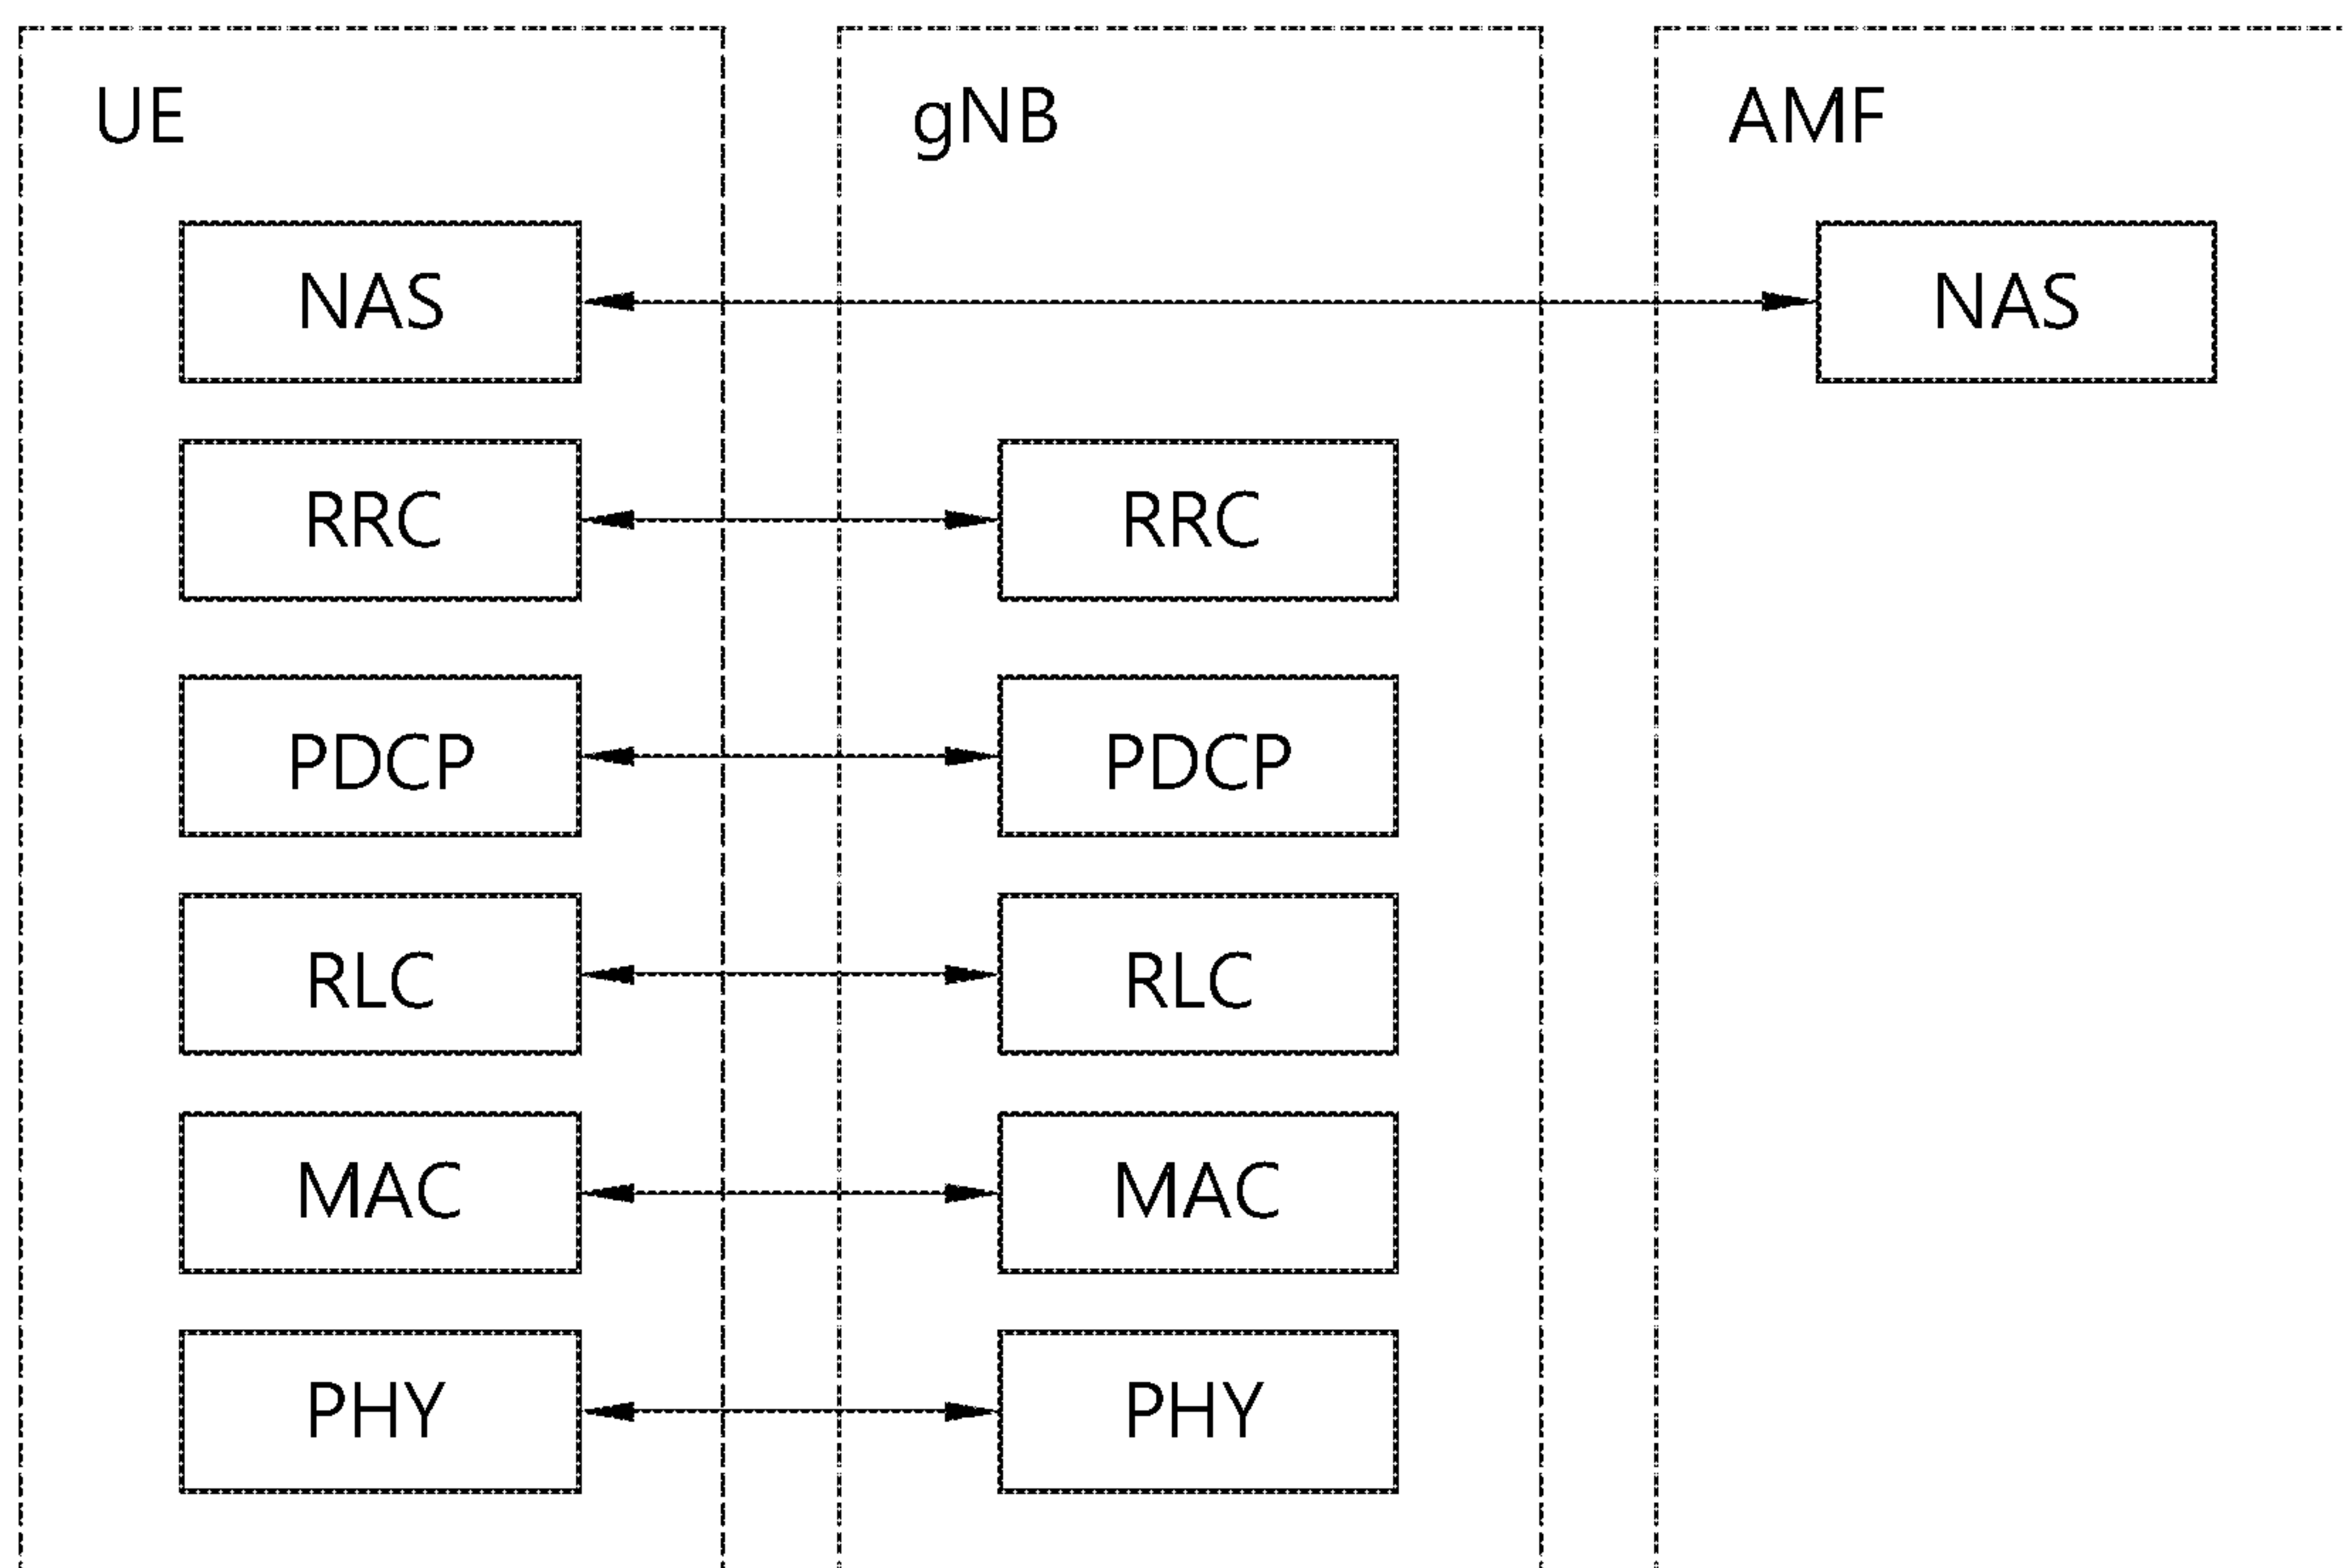 UE
gNB
AMF
NAS
NAS
RRC
RRC
PDCP
PDCP
RLC
RLC
MAC
MAC
PHY
PHY